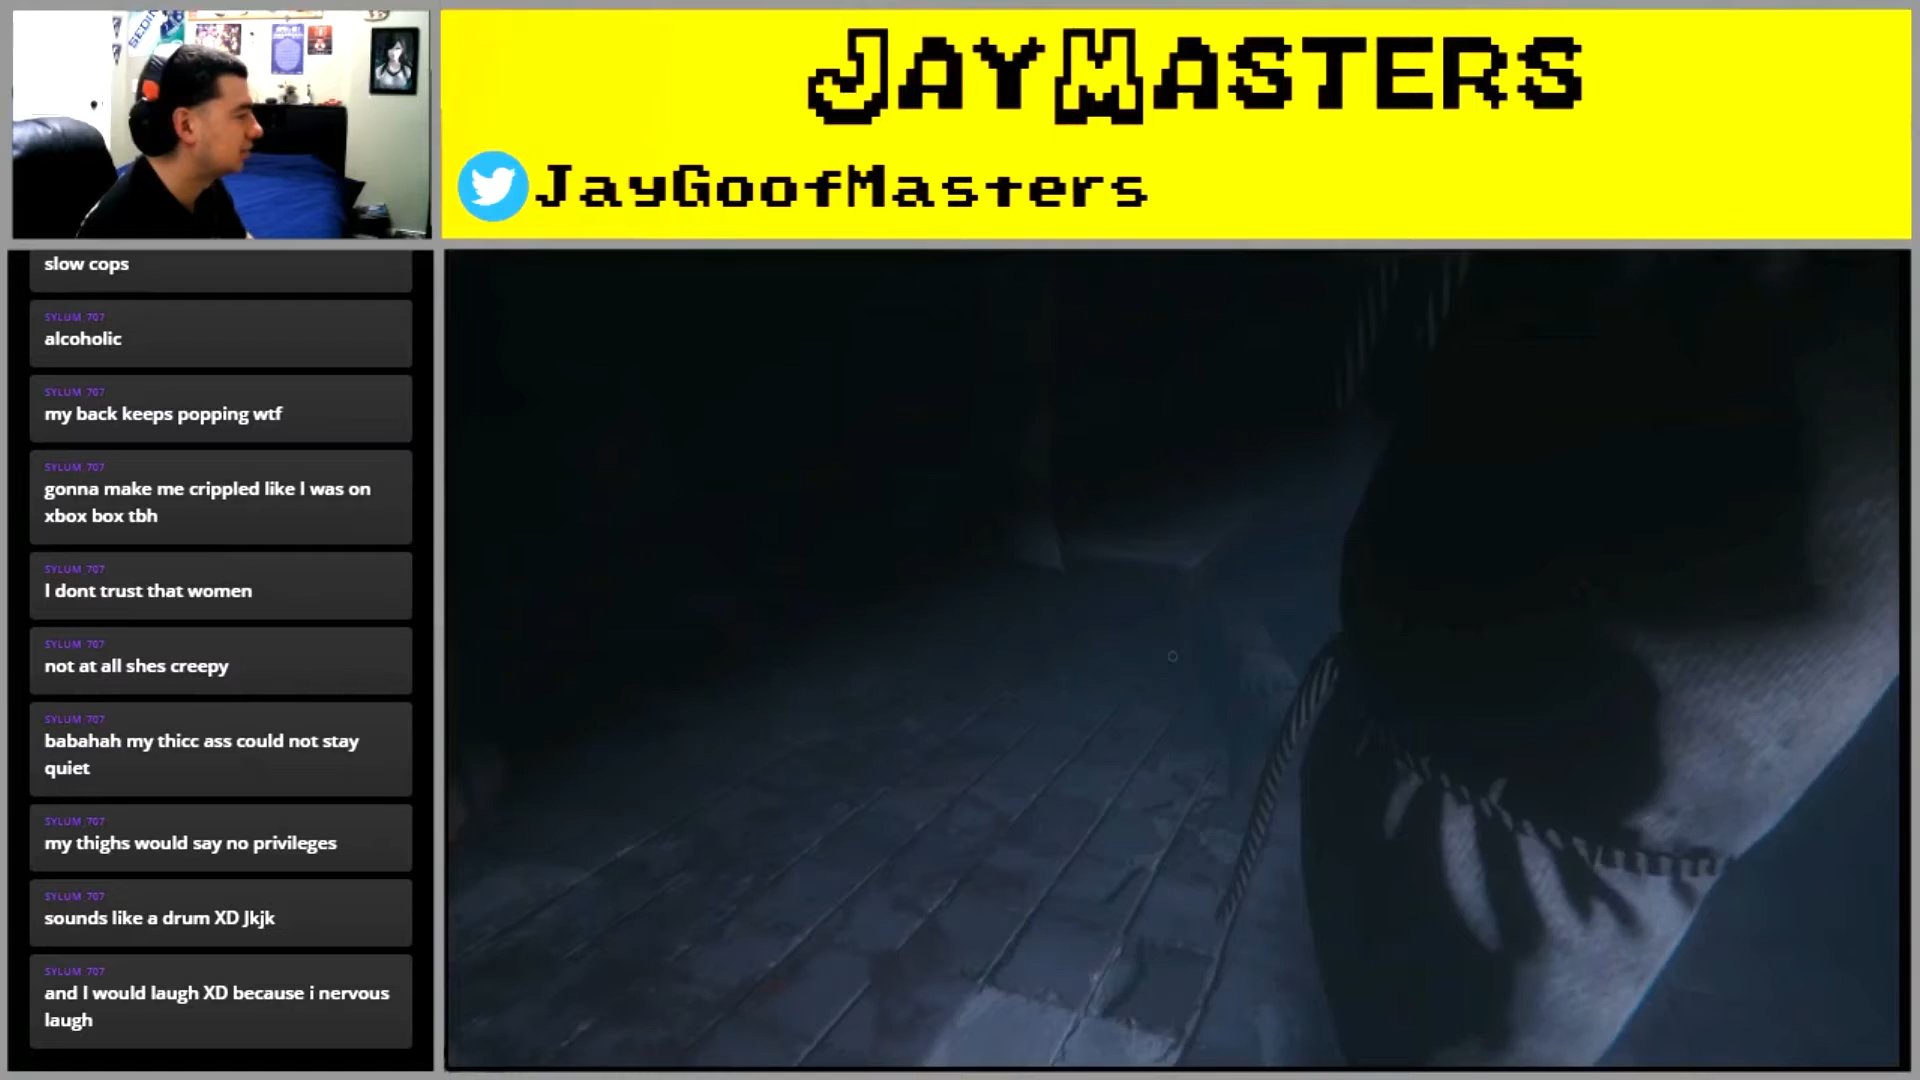 JayMasters
JayGoofMasters
slow cops
SYLUM_707
alcoholic
SYLUM_707
my back keeps popping wtf
SYLUM_707
gonna make me crippled like I was on
xbox box tbh
SYLUM_707
I dont trust that women
SYLUM_707
not at all shes creepy
SYLUM_707
babahah my thicc ass could not stay
quiet
SYLUM_707
my thighs would say no privileges
SYLUM_707
sounds like a drum XD Jkjk
SYLUM_707
and I would laugh XD because i nervous
laugh